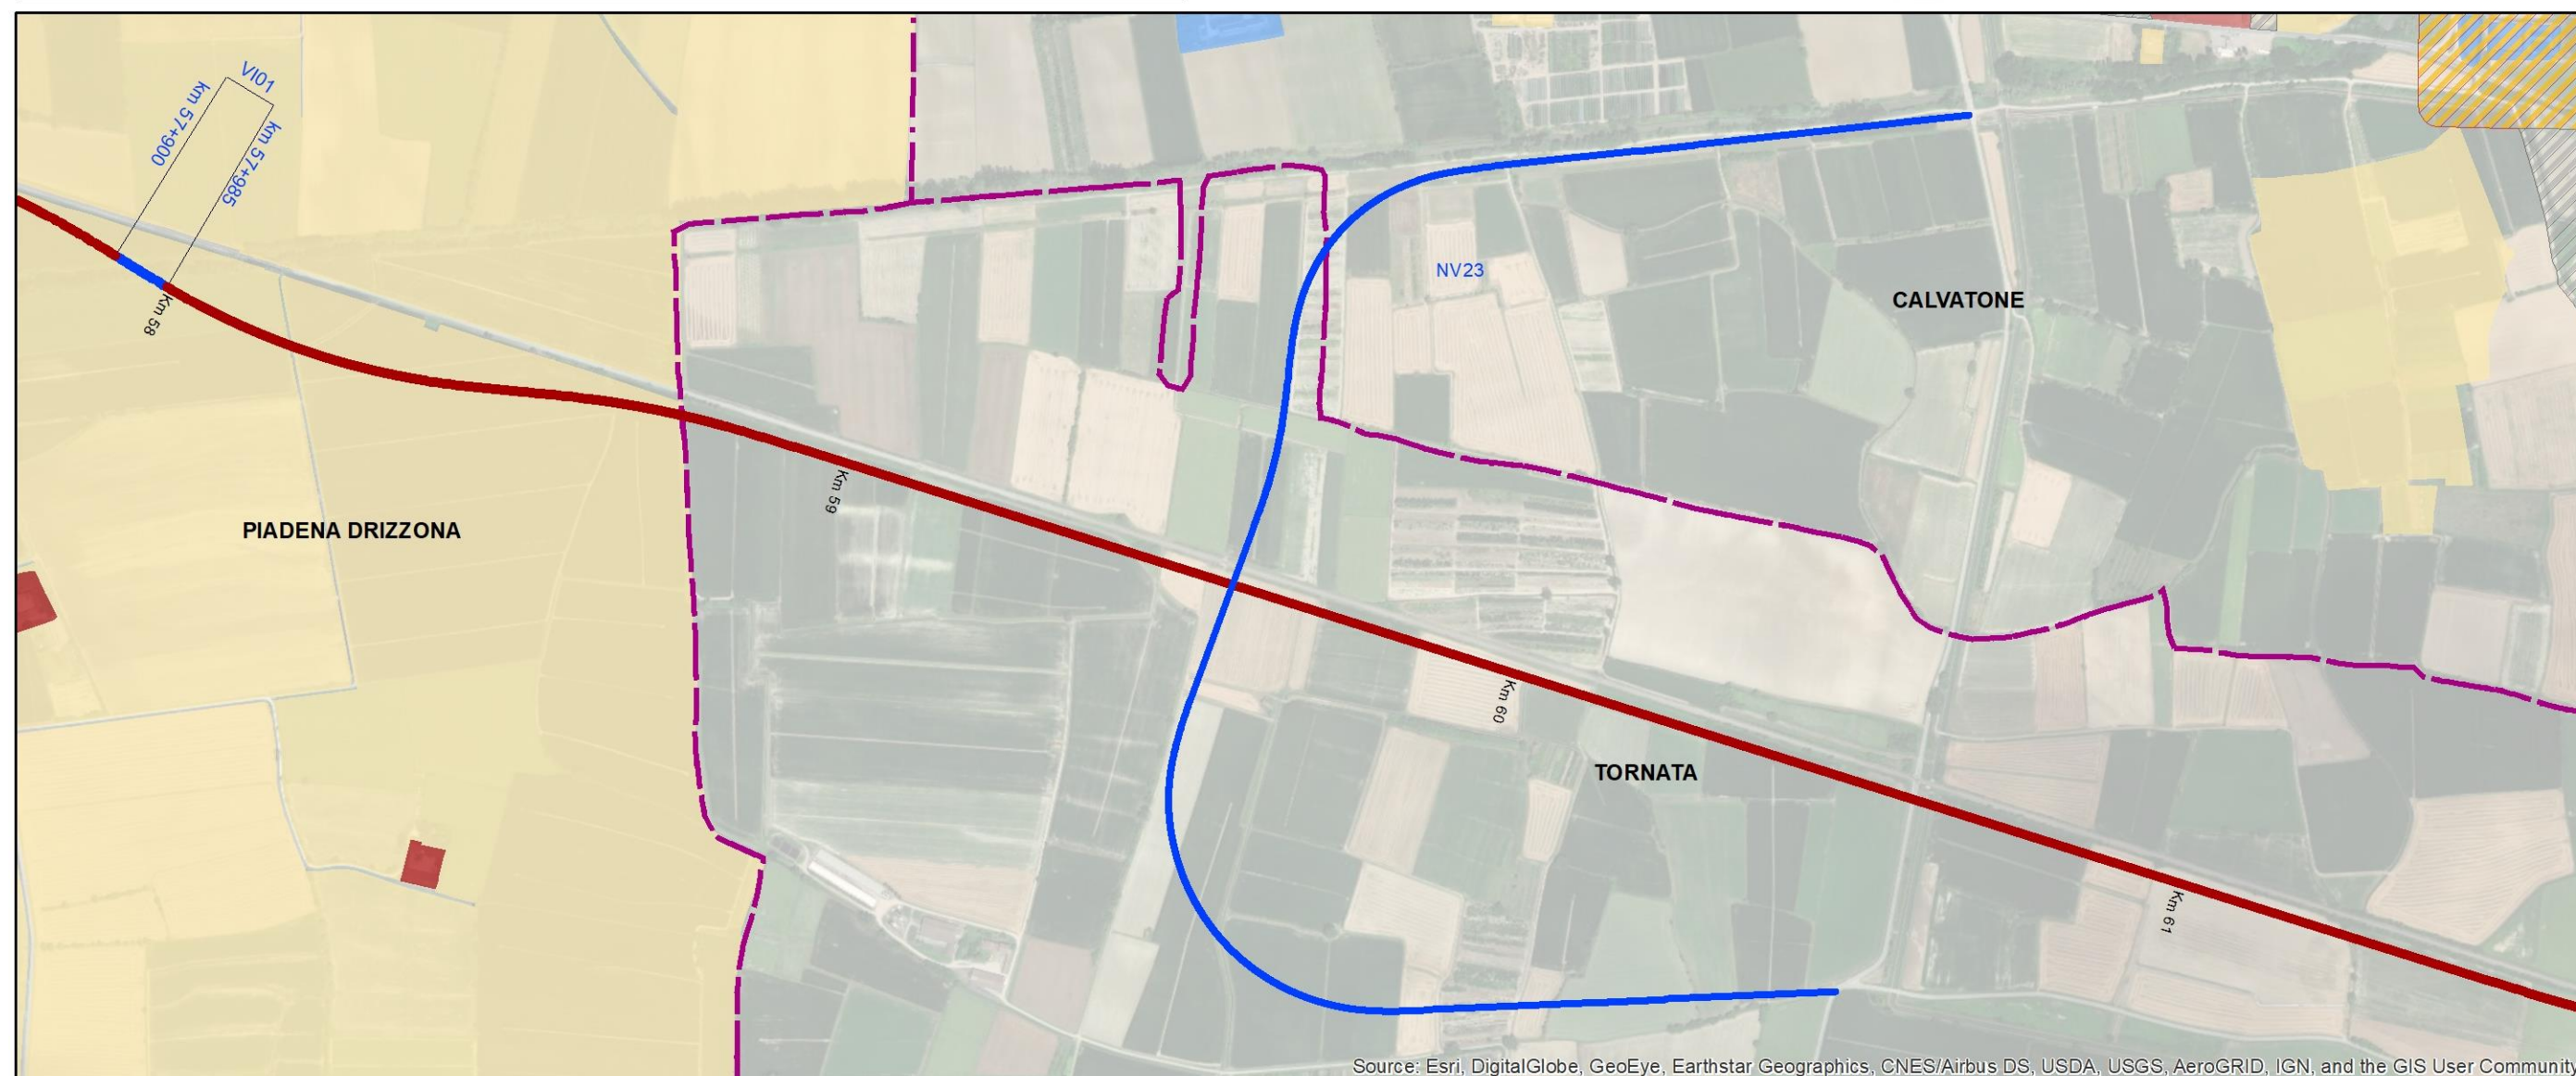 VI01
km 57+900
km 57+985
Km 58
NV23
CALVATONE
Km 59
PIADENA DRIZZONA
Km 60
TORNATA
Km 61
Source: Esri, DigitalGlobe, GeoEye, Earthstar Geographics, CNES/Airbus DS, USDA, USGS, AeroGRID, IGN, and the GIS User Community